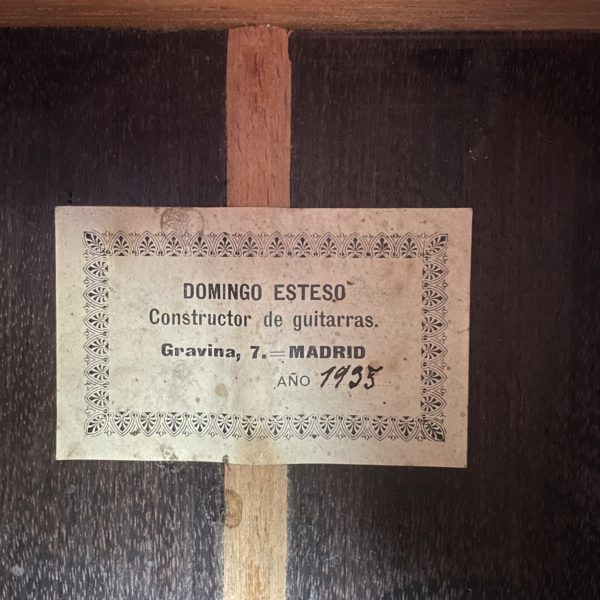 DOMINGO ESTESO
Constructor de guitarras.
Gravina, 7.=MADRID
AÑO 1935